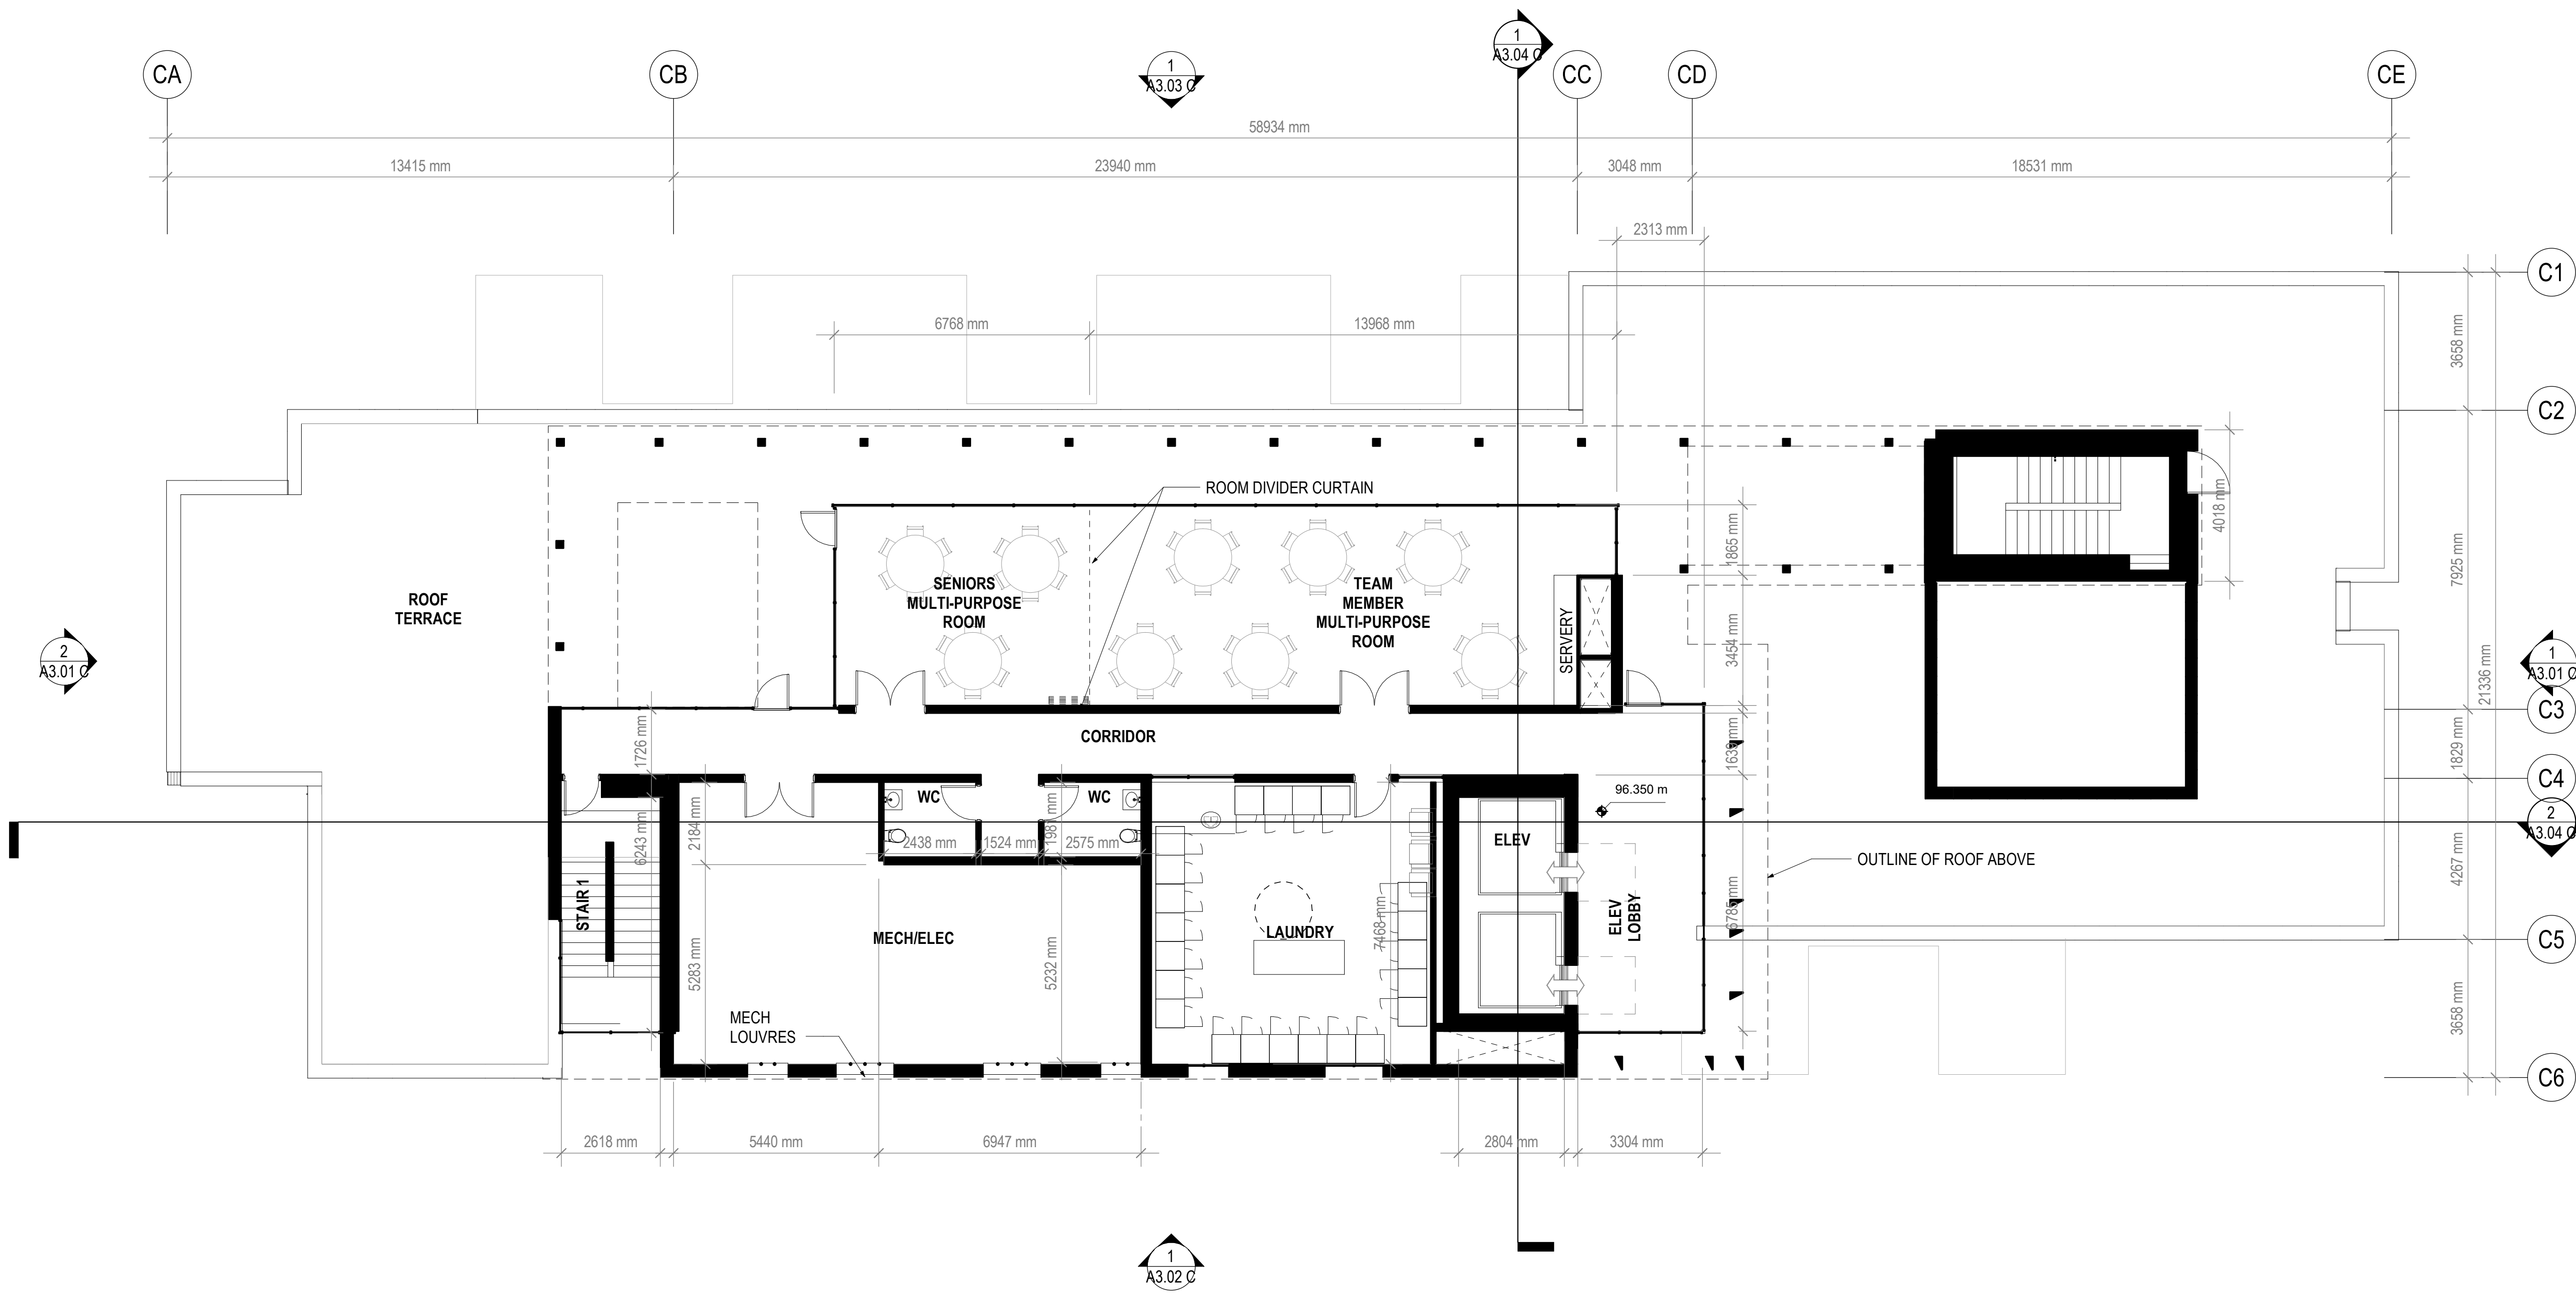 1
A3.04 C
CA
CB
1
A3.03 C
CC
CD
CE
58934 mm
13415 mm
23940 mm
3048 mm
18531 mm
2313 mm
C1
6768 mm
13968 mm
3658 mm
C2
ROOM DIVIDER CURTAIN
4018 mm
1865 mm
7925 mm
ROOF
TERRACE
SENIORS
MULTI-PURPOSE
ROOM
TEAM
MEMBER
MULTI-PURPOSE
ROOM
SERVERY
3454 mm
2
A3.01 C
1
A3.01 C
21336 mm
C3
1726 mm
CORRIDOR
1829 mm
C4
WC
WC
96.350 m
2
A3.04 C
2184 mm
6243 mm
1981 mm
2438 mm
1524 mm
2575 mm
ELEV
OUTLINE OF ROOF ABOVE
4267 mm
STAIR 1
MECH/ELEC
LAUNDRY
7468 mm
ELEV
LOBBY
6785 mm
C5
5283 mm
5232 mm
MECH
LOUVRES
3658 mm
C6
2618 mm
5440 mm
6947 mm
2804 mm
3304 mm
1
A3.02 C